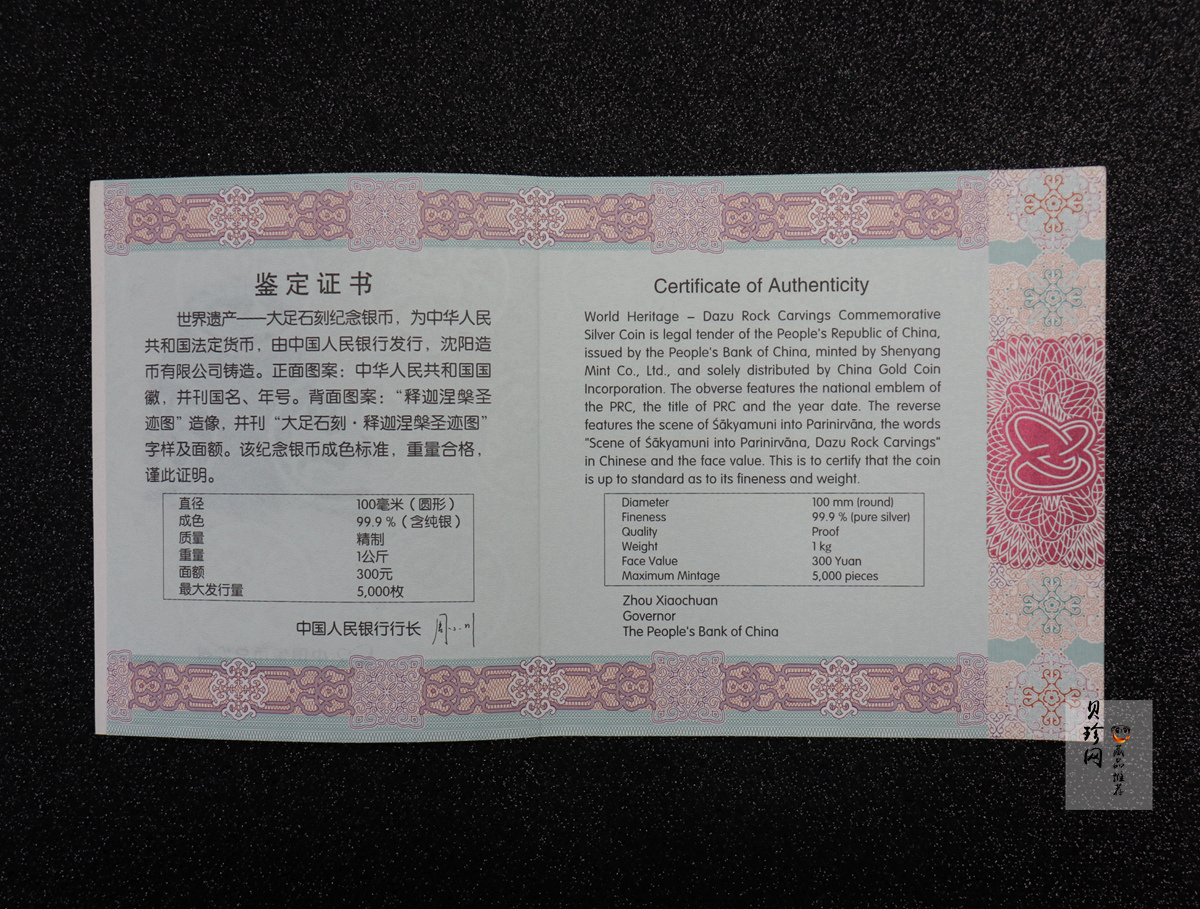 鉴定证书
世界遗产——大足石刻纪念银币，为中华人民
共和国法定货币，由中国人民银行发行，沈阳造
币有限公司铸造。正面图案：中华人民共和国国
徽，并刊国名、年号。背面图案：“释迦涅槃圣
迹图”造像，并刊“大足石刻·释迦涅槃圣迹图”
字样及面额。该纪念银币成色标准，重量合格，
谨此证明。
直径 100毫米（圆形）
成色 99.9 %（含纯银）
质量 精制
重量 1公斤
面额 300元
最大发行量 5,000枚
中国人民银行行长
Certificate of Authenticity
World Heritage – Dazu Rock Carvings Commemorative
Silver Coin is legal tender of the People's Republic of China,
issued by the People's Bank of China, minted by Shenyang
Mint Co., Ltd., and solely distributed by China Gold Coin
Incorporation. The obverse features the national emblem of
the PRC, the title of PRC and the year date. The reverse
features the scene of Śākyamuni into Parinirvāna, the words
"Scene of Śākyamuni into Parinirvāna, Dazu Rock Carvings"
in Chinese and the face value. This is to certify that the coin
is up to standard as to its fineness and weight.
Diameter 100 mm (round)
Fineness 99.9 % (pure silver)
Quality Proof
Weight 1 kg
Face Value 300 Yuan
Maximum Mintage 5,000 pieces
Zhou Xiaochuan
Governor
The People's Bank of China
贝珍网
藏品推荐